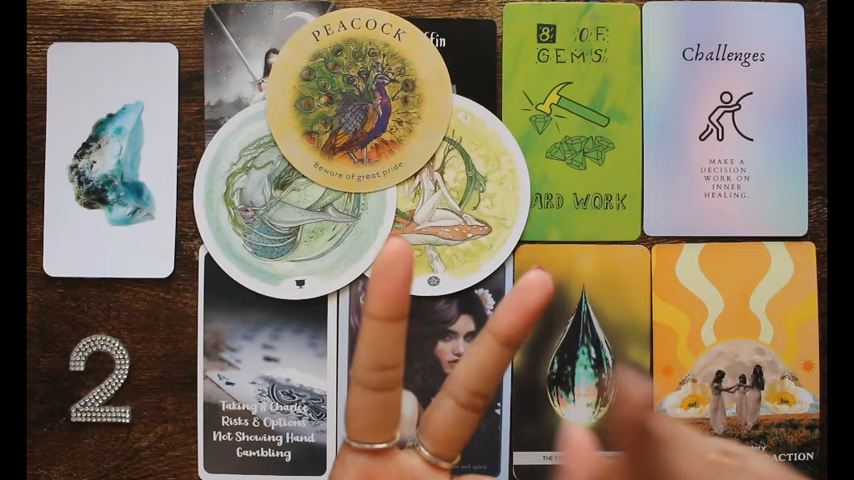 PEACOCK
Beware of great pride.
ffin
8 OF
GEMS
ARD WORK
Challenges
MAKE A
DECISION.
WORK ON
INNER
HEALING.
2
Taking A Chance
Risks & Options
Not Showing Hand
Gambling
ACTION